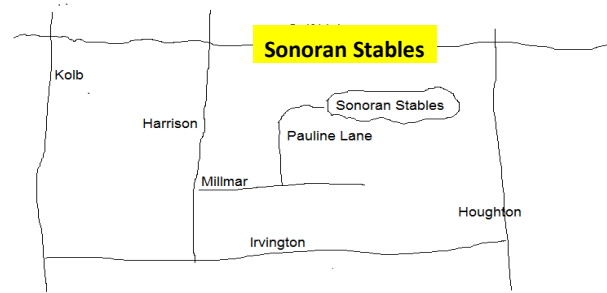 Sonoran Stables
Kolb
Sonoran Stables
Harrison
Pauline Lane
Millmar
Houghton
Irvington